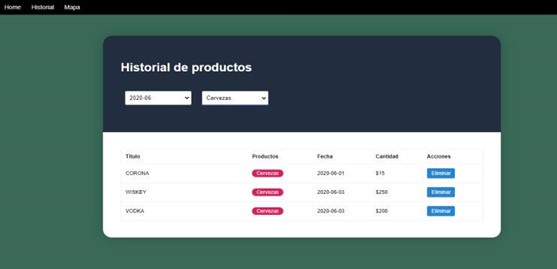 Home Historial Mapa
Historial de productos
2020-06 Cervezas
Título Productos Fecha Cantidad Acciones
CORONA Cervezas 2020-06-01 $15 Eliminar
WISKEY Cervezas 2020-06-03 $250 Eliminar
VODKA Cervezas 2020-06-03 $200 Eliminar